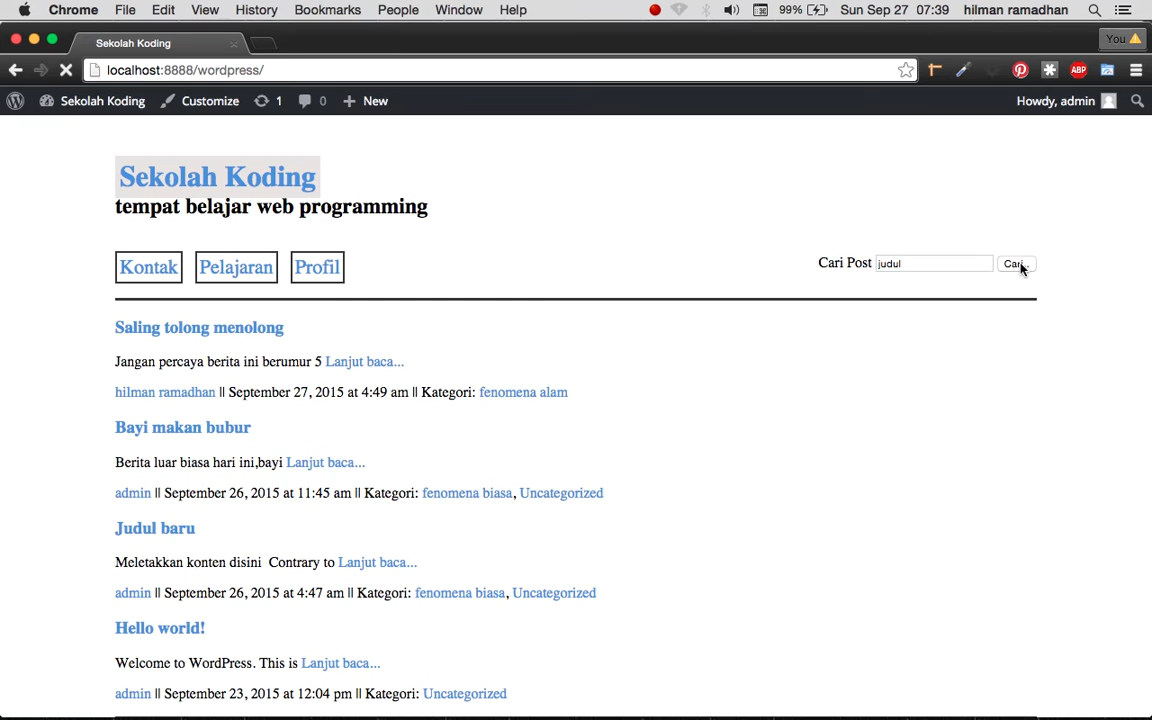 Chrome File Edit View History Bookmarks People Window Help 99% Sun Sep 27 07:39 hilman ramadhan
Sekolah Koding You
localhost:8888/wordpress/ ABP
Sekolah Koding Customize 1 0 New Howdy, admin
Sekolah Koding
tempat belajar web programming
Kontak Pelajaran Profil Cari Post judul Cari..
Saling tolong menolong
Jangan percaya berita ini berumur 5 Lanjut baca...
hilman ramadhan || September 27, 2015 at 4:49 am || Kategori: fenomena alam
Bayi makan bubur
Berita luar biasa hari ini,bayi Lanjut baca...
admin || September 26, 2015 at 11:45 am || Kategori: fenomena biasa, Uncategorized
Judul baru
Meletakkan konten disini  Contrary to Lanjut baca...
admin || September 26, 2015 at 4:47 am || Kategori: fenomena biasa, Uncategorized
Hello world!
Welcome to WordPress. This is Lanjut baca...
admin || September 23, 2015 at 12:04 pm || Kategori: Uncategorized